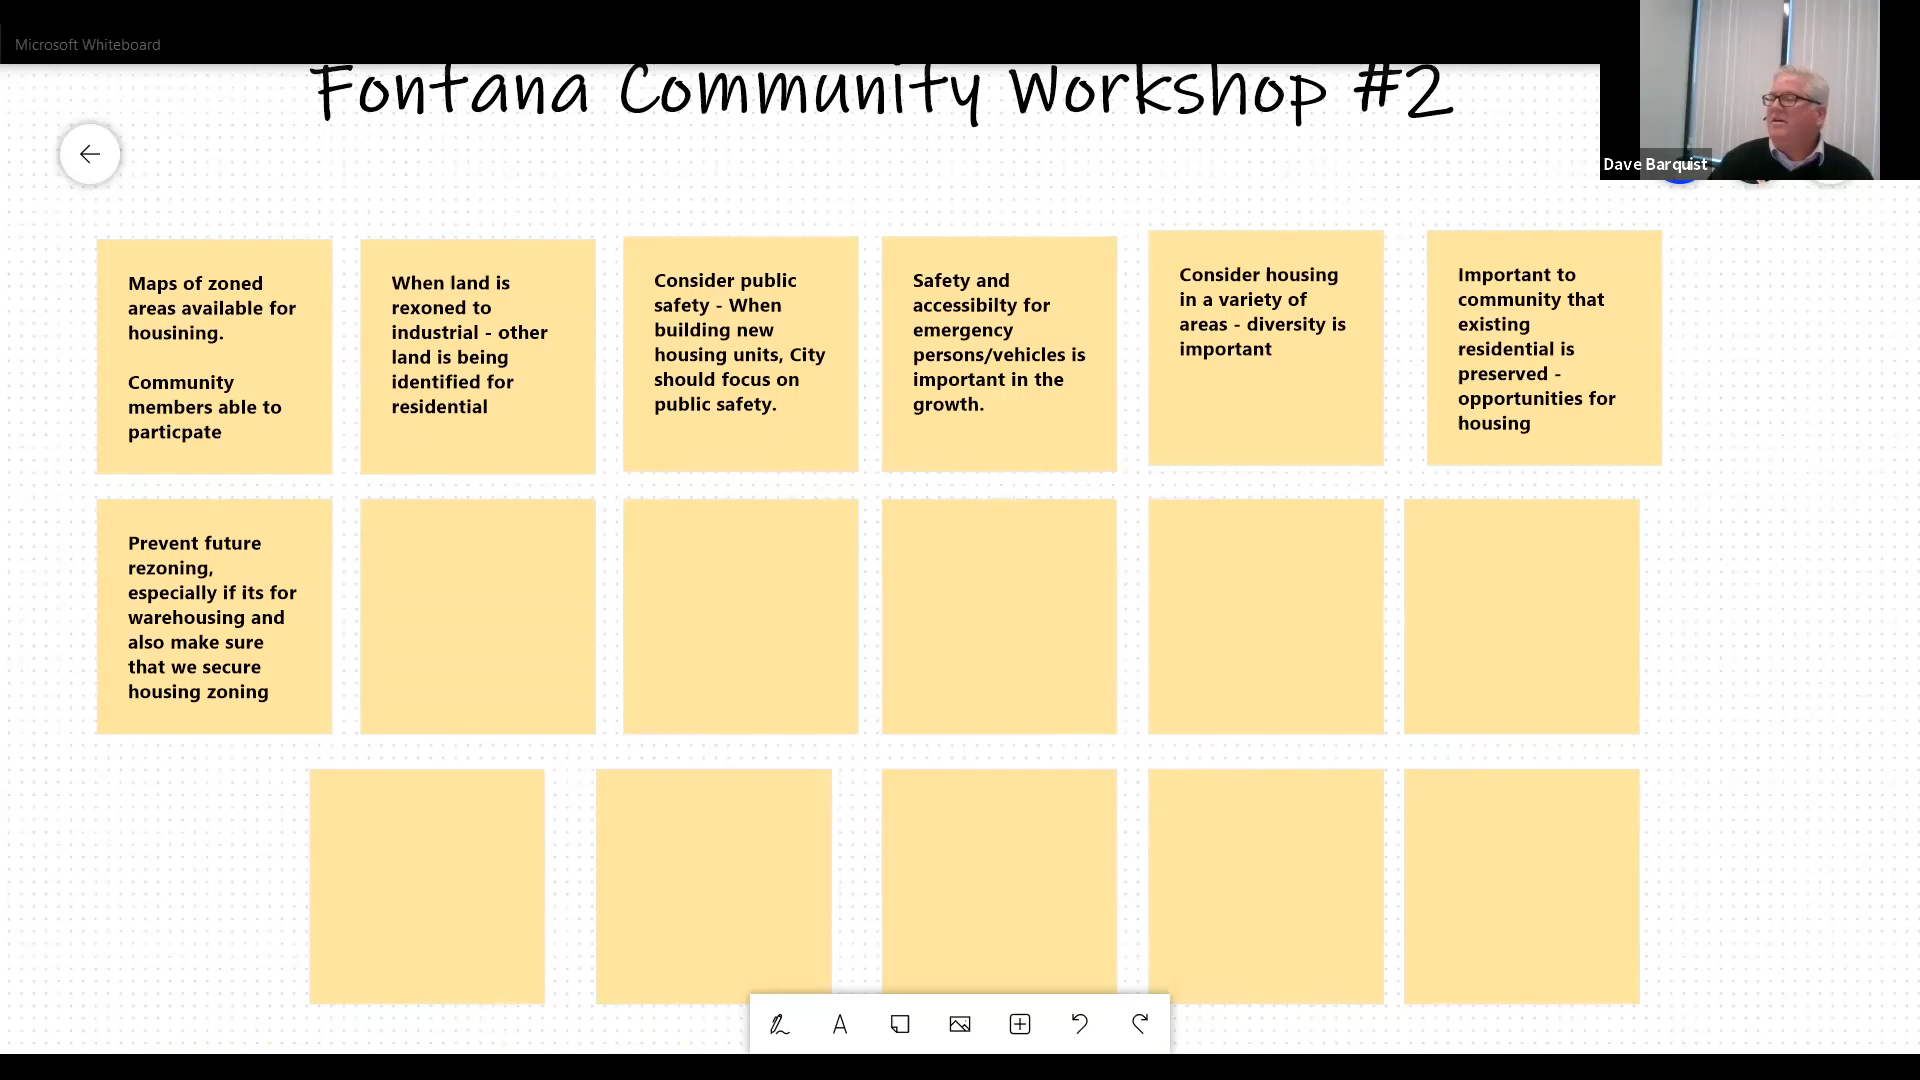 Microsoft Whiteboard
Fontana Community Workshop #2
Dave Barquist
Maps of zoned
areas available for
housining.
Community
members able to
particpate
When land is
rexoned to
industrial - other
land is being
identified for
residential
Consider public
safety - When
building new
housing units, City
should focus on
public safety.
Safety and
accessibilty for
emergency
persons/vehicles is
important in the
growth.
Consider housing
in a variety of
areas - diversity is
important
Important to
community that
existing
residential is
preserved -
opportunities for
housing
Prevent future
rezoning,
especially if its for
warehousing and
also make sure
that we secure
housing zoning